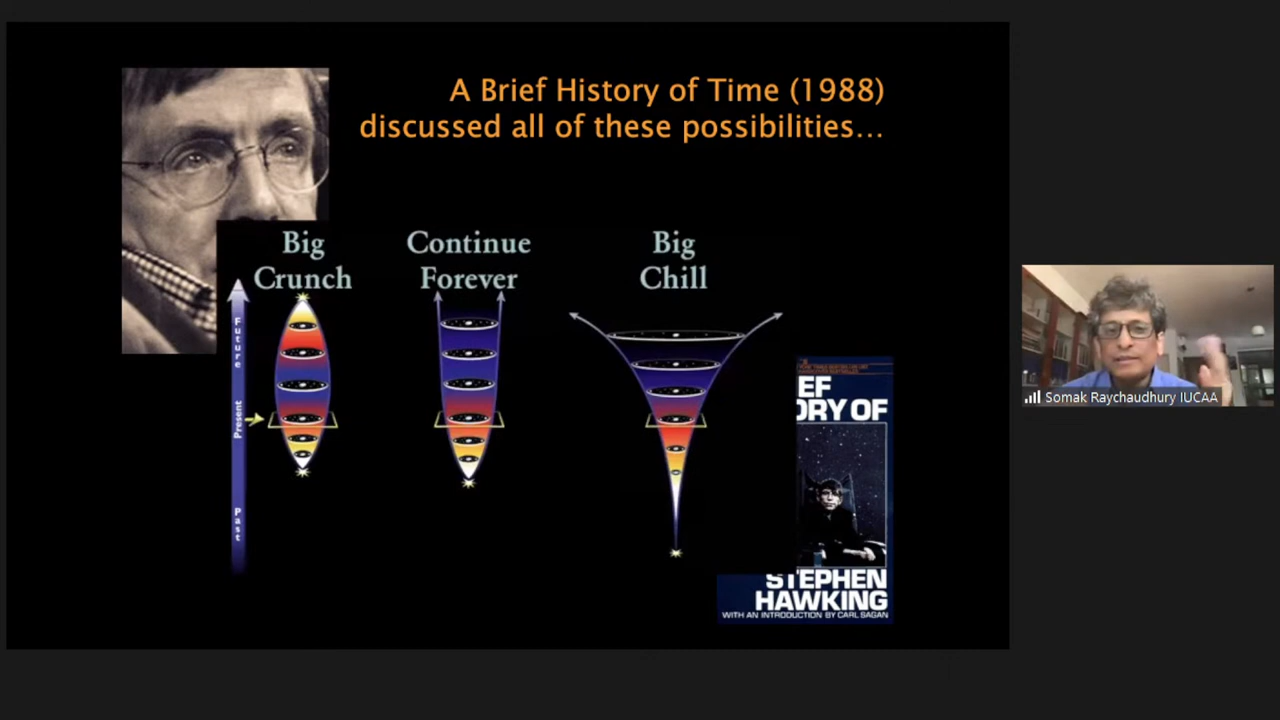 A Brief History of Time (1988)
discussed all of these possibilities...
Big
Crunch
Continue
Forever
Big
Chill
Future
Present
Past
EF
ORY OF
STEPHEN
HAWKING
WITH AN INTRODUCTION BY CARL SAGAN
Somak Raychaudhury IUCAA